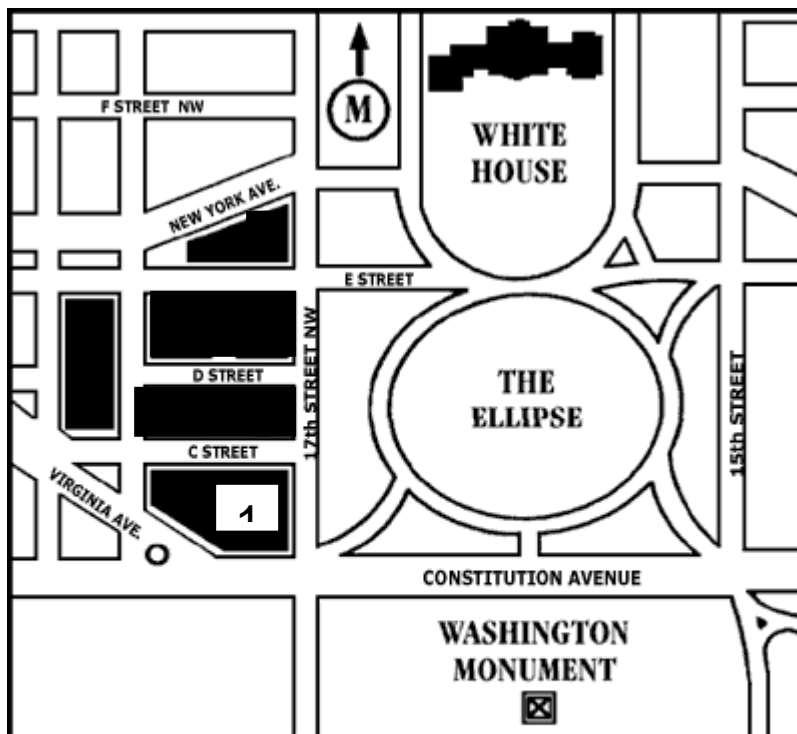 F STREET NW
M
WHITE
HOUSE
NEW YORK AVE.
E STREET
17th STREET NW
D STREET
THE
ELLIPSE
15th STREET
C STREET
VIRGINIA AVE.
1
CONSTITUTION AVENUE
WASHINGTON
MONUMENT